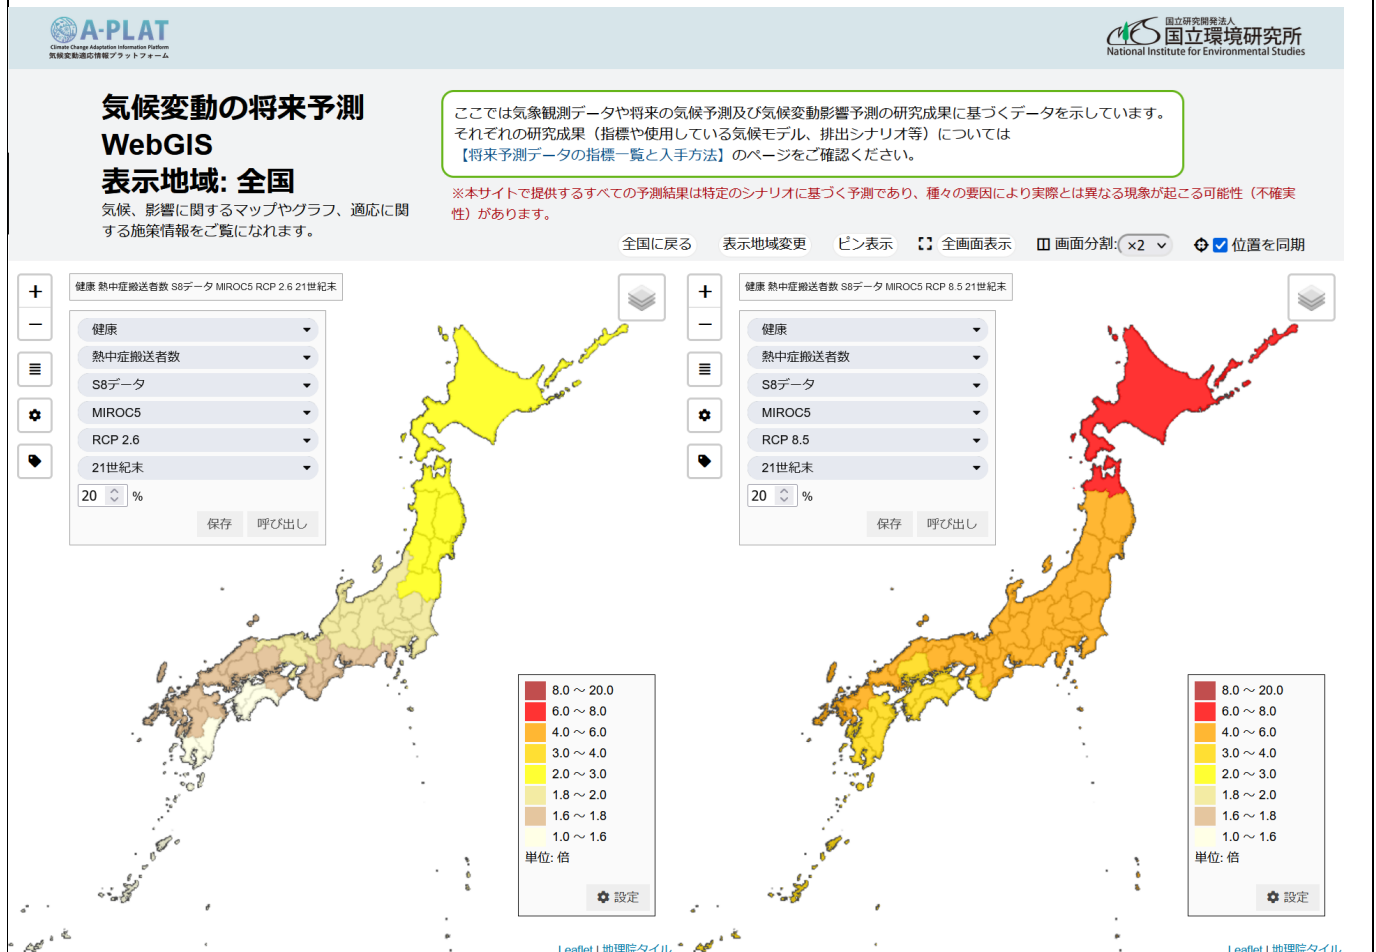 A-PLAT
Climate Change Adaptation Information Platform
気候変動適応情報プラットフォーム
国立研究開発法人
国立環境研究所
National Institute for Environmental Studies
気候変動の将来予測
WebGIS
表示地域: 全国
気候、影響に関するマップやグラフ、適応に関
する施策情報をご覧になれます。
ここでは気象観測データや将来の気候予測及び気候変動影響予測の研究成果に基づくデータを示しています。
それぞれの研究成果（指標や使用している気候モデル、排出シナリオ等）については
【将来予測データの指標一覧と入手方法】のページをご確認ください。
※本サイトで提供するすべての予測結果は特定のシナリオに基づく予測であり、種々の要因により実際とは異なる現象が起こる可能性（不確実
性）があります。
全国に戻る 表示地域変更 ピン表示 全画面表示 画面分割: ×2 位置を同期
健康 熱中症搬送者数 S8データ MIROC5 RCP 2.6 21世紀末
健康
熱中症搬送者数
S8データ
MIROC5
RCP 2.6
21世紀末
20 %
保存 呼び出し
8.0 ～ 20.0
6.0 ～ 8.0
4.0 ～ 6.0
3.0 ～ 4.0
2.0 ～ 3.0
1.8 ～ 2.0
1.6 ～ 1.8
1.0 ～ 1.6
単位: 倍
設定
Leaflet | 地理院タイル
健康 熱中症搬送者数 S8データ MIROC5 RCP 8.5 21世紀末
健康
熱中症搬送者数
S8データ
MIROC5
RCP 8.5
21世紀末
20 %
保存 呼び出し
8.0 ～ 20.0
6.0 ～ 8.0
4.0 ～ 6.0
3.0 ～ 4.0
2.0 ～ 3.0
1.8 ～ 2.0
1.6 ～ 1.8
1.0 ～ 1.6
単位: 倍
設定
Leaflet | 地理院タイル